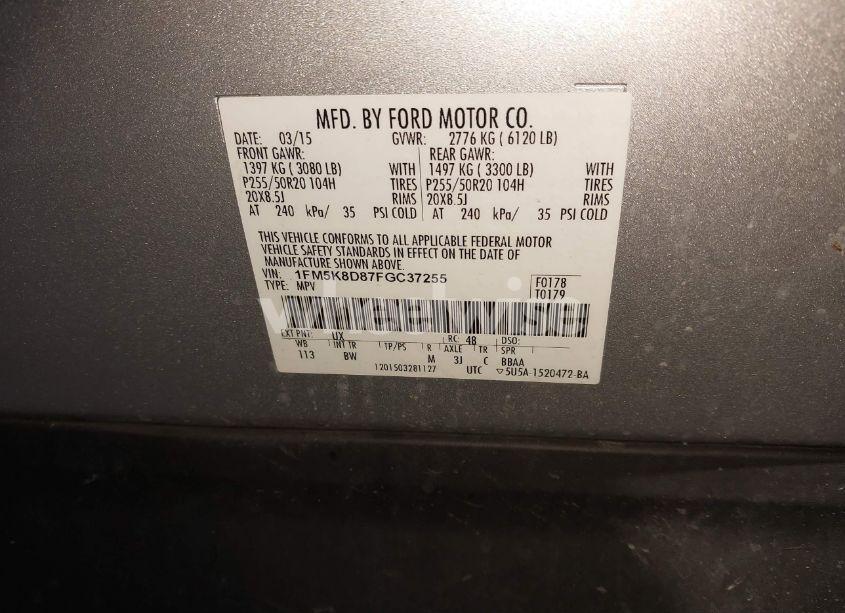 MFD. BY FORD MOTOR CO.
DATE: 03/15 GVWR: 2776 KG ( 6120 LB)
FRONT GAWR: REAR GAWR:
1397 KG ( 3080 LB) WITH 1497 KG ( 3300 LB) WITH
P255/50R20 104H TIRES P255/50R20 104H TIRES
20X8.5J RIMS 20X8.5J RIMS
AT 240 kPa/ 35 PSI COLD AT 240 kPa/ 35 PSI COLD
THIS VEHICLE CONFORMS TO ALL APPLICABLE FEDERAL MOTOR
VEHICLE SAFETY STANDARDS IN EFFECT ON THE DATE OF
MANUFACTURE SHOWN ABOVE.
VIN: 1FM5K8D87FGC37255 F0178
TYPE: MPV T0179
EXT PNT: UX RC: 48 DSO:
WB INT TR TP/PS R AXLE TR SPR
113 BW M 3J C BBAA
1201503281127 UTC ▽5U5A-1520472-BA